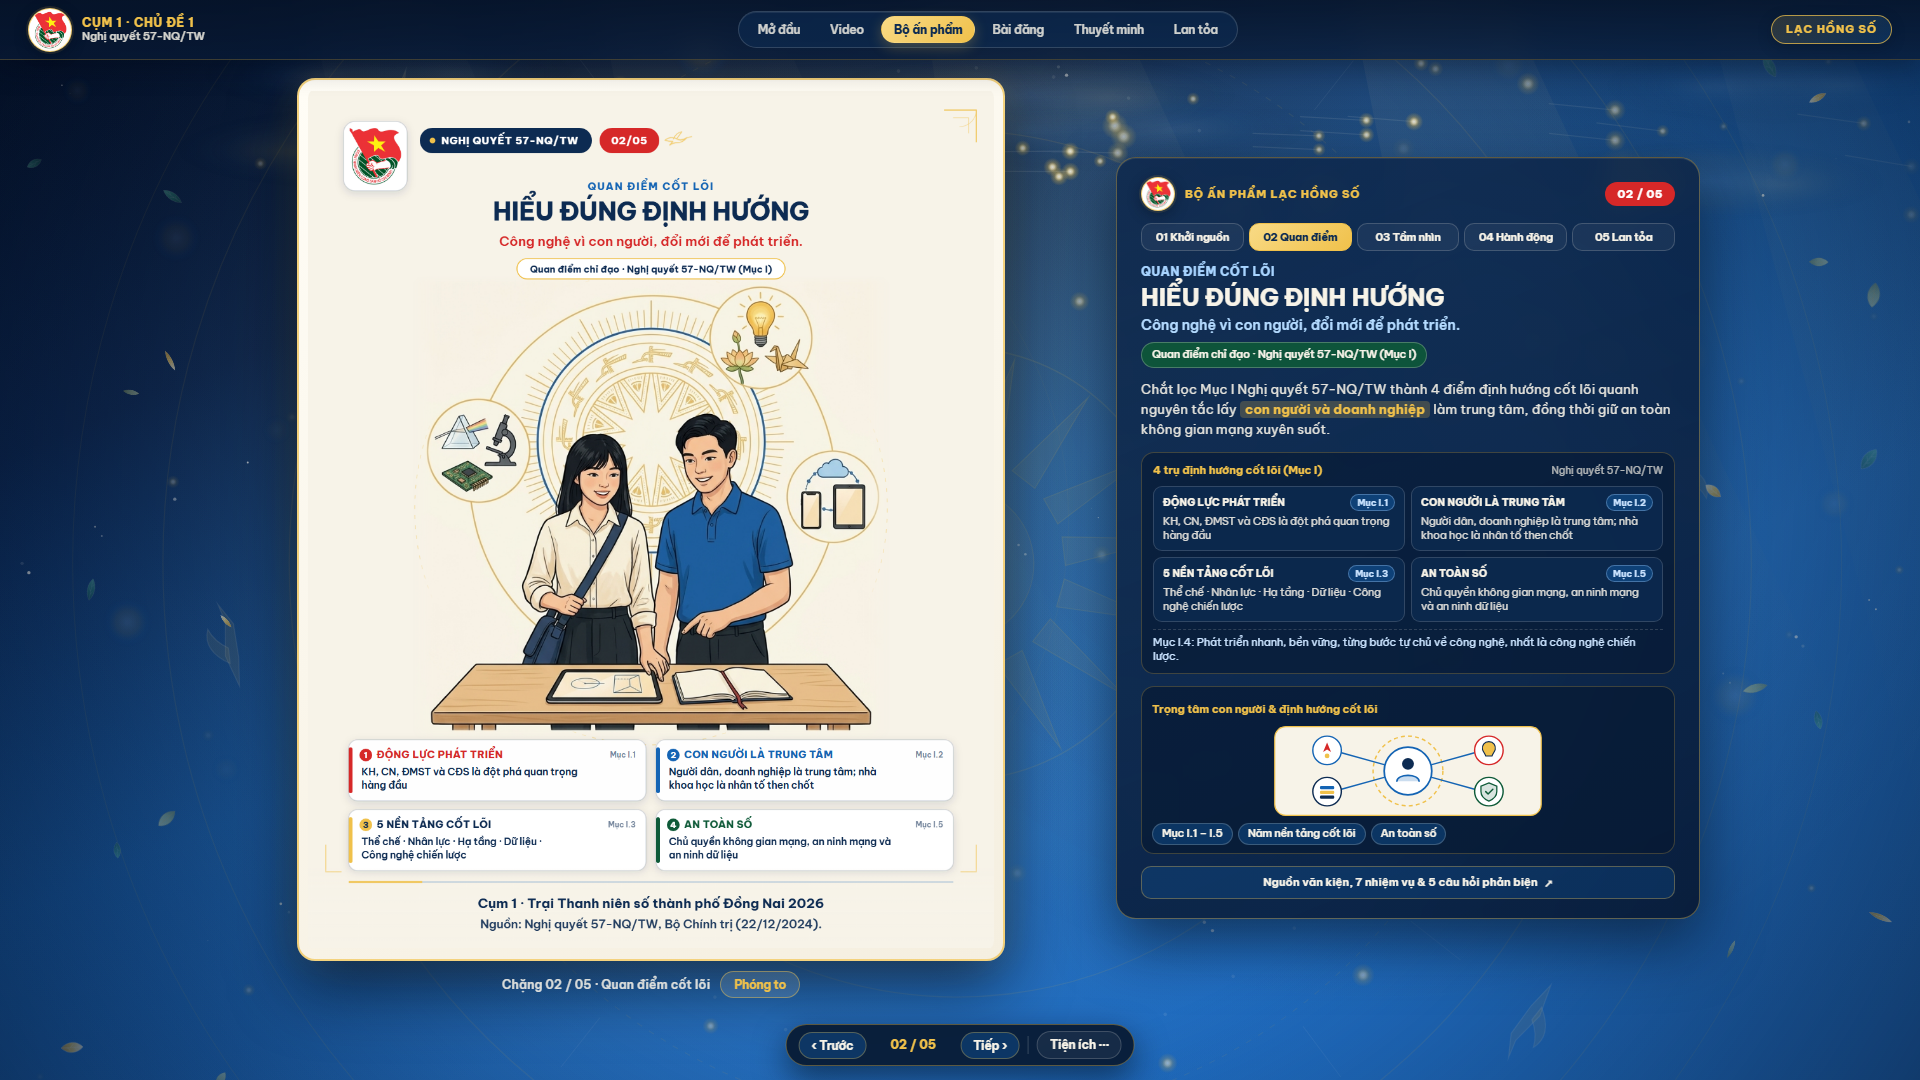 CỤM 1 · CHỦ ĐỀ 1
Nghị quyết 57-NQ/TW
Mở đầu
Video
Bộ ấn phẩm
Bài đăng
Thuyết minh
Lan tỏa
LẠC HỒNG SỐ
NGHỊ QUYẾT 57-NQ/TW
02/05
QUAN ĐIỂM CỐT LÕI
HIỂU ĐÚNG ĐỊNH HƯỚNG
Công nghệ vì con người, đổi mới để phát triển.
Quan điểm chỉ đạo · Nghị quyết 57-NQ/TW (Mục I)
1 ĐỘNG LỰC PHÁT TRIỂN Mục I.1
KH, CN, ĐMST và CĐS là đột phá quan trọng
hàng đầu
2 CON NGƯỜI LÀ TRUNG TÂM Mục I.2
Người dân, doanh nghiệp là trung tâm; nhà
khoa học là nhân tố then chốt
3 5 NỀN TẢNG CỐT LÕI Mục I.3
Thể chế · Nhân lực · Hạ tầng · Dữ liệu ·
Công nghệ chiến lược
4 AN TOÀN SỐ Mục I.5
Chủ quyền không gian mạng, an ninh mạng và
an ninh dữ liệu
Cụm 1 · Trại Thanh niên số thành phố Đồng Nai 2026
Nguồn: Nghị quyết 57-NQ/TW, Bộ Chính trị (22/12/2024).
Chặng 02 / 05 · Quan điểm cốt lõi
Phóng to
BỘ ẤN PHẨM LẠC HỒNG SỐ
02 / 05
01 Khởi nguồn
02 Quan điểm
03 Tầm nhìn
04 Hành động
05 Lan tỏa
QUAN ĐIỂM CỐT LÕI
HIỂU ĐÚNG ĐỊNH HƯỚNG
Công nghệ vì con người, đổi mới để phát triển.
Quan điểm chỉ đạo · Nghị quyết 57-NQ/TW (Mục I)
Chắt lọc Mục I Nghị quyết 57-NQ/TW thành 4 điểm định hướng cốt lõi quanh
nguyên tắc lấy con người và doanh nghiệp làm trung tâm, đồng thời giữ an toàn
không gian mạng xuyên suốt.
4 trụ định hướng cốt lõi (Mục I)
Nghị quyết 57-NQ/TW
ĐỘNG LỰC PHÁT TRIỂN Mục I.1
KH, CN, ĐMST và CĐS là đột phá quan trọng
hàng đầu
CON NGƯỜI LÀ TRUNG TÂM Mục I.2
Người dân, doanh nghiệp là trung tâm; nhà
khoa học là nhân tố then chốt
5 NỀN TẢNG CỐT LÕI Mục I.3
Thể chế · Nhân lực · Hạ tầng · Dữ liệu · Công
nghệ chiến lược
AN TOÀN SỐ Mục I.5
Chủ quyền không gian mạng, an ninh mạng
và an ninh dữ liệu
Mục I.4: Phát triển nhanh, bền vững, từng bước tự chủ về công nghệ, nhất là công nghệ chiến
lược.
Trọng tâm con người & định hướng cốt lõi
Mục I.1 – I.5
Năm nền tảng cốt lõi
An toàn số
Nguồn văn kiện, 7 nhiệm vụ & 5 câu hỏi phản biện ↗
‹ Trước
02 / 05
Tiếp ›
Tiện ích ···